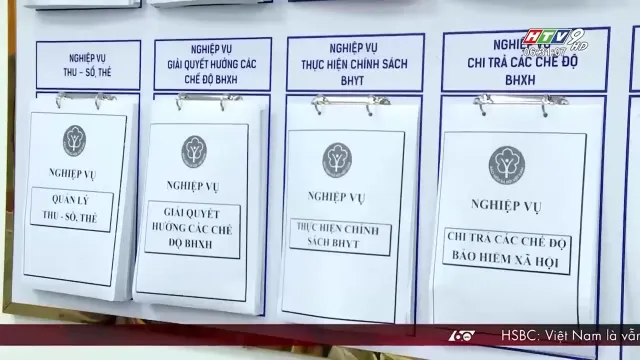 HTV9 HD
05:31:07
NGHIỆP VỤ
THU - SỔ, THẺ
NGHIỆP VỤ
GIẢI QUYẾT HƯỞNG CÁC
CHẾ ĐỘ BHXH
NGHIỆP VỤ
THỰC HIỆN CHÍNH SÁCH
BHYT
NGHIỆP VỤ
CHI TRẢ CÁC CHẾ ĐỘ
BHXH
NGHIỆP VỤ
QUẢN LÝ
THU - SỔ, THẺ
NGHIỆP VỤ
GIẢI QUYẾT
HƯỞNG CÁC CHẾ
ĐỘ BHXH
NGHIỆP VỤ
THỰC HIỆN CHÍNH
SÁCH BHYT
NGHIỆP VỤ
CHI TRẢ CÁC CHẾ ĐỘ
BẢO HIỂM XÃ HỘI
HSBC: Việt Nam là vẫn